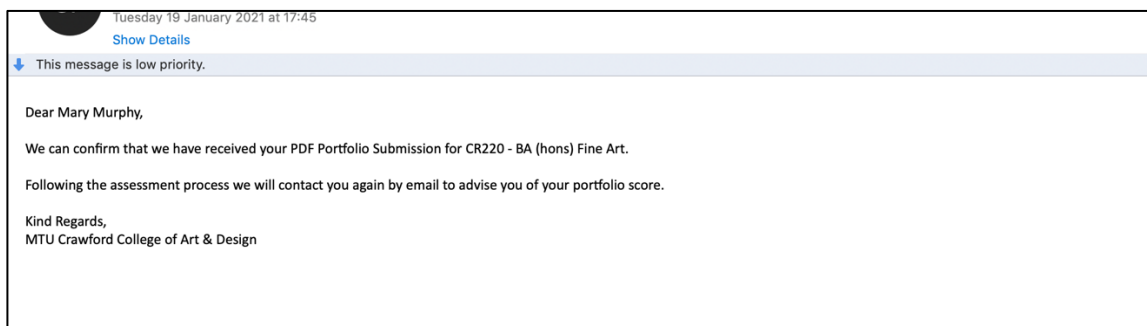 Tuesday 19 January 2021 at 17:45
Show Details
This message is low priority.
Dear Mary Murphy,
We can confirm that we have received your PDF Portfolio Submission for CR220 - BA (hons) Fine Art.
Following the assessment process we will contact you again by email to advise you of your portfolio score.
Kind Regards,
MTU Crawford College of Art & Design